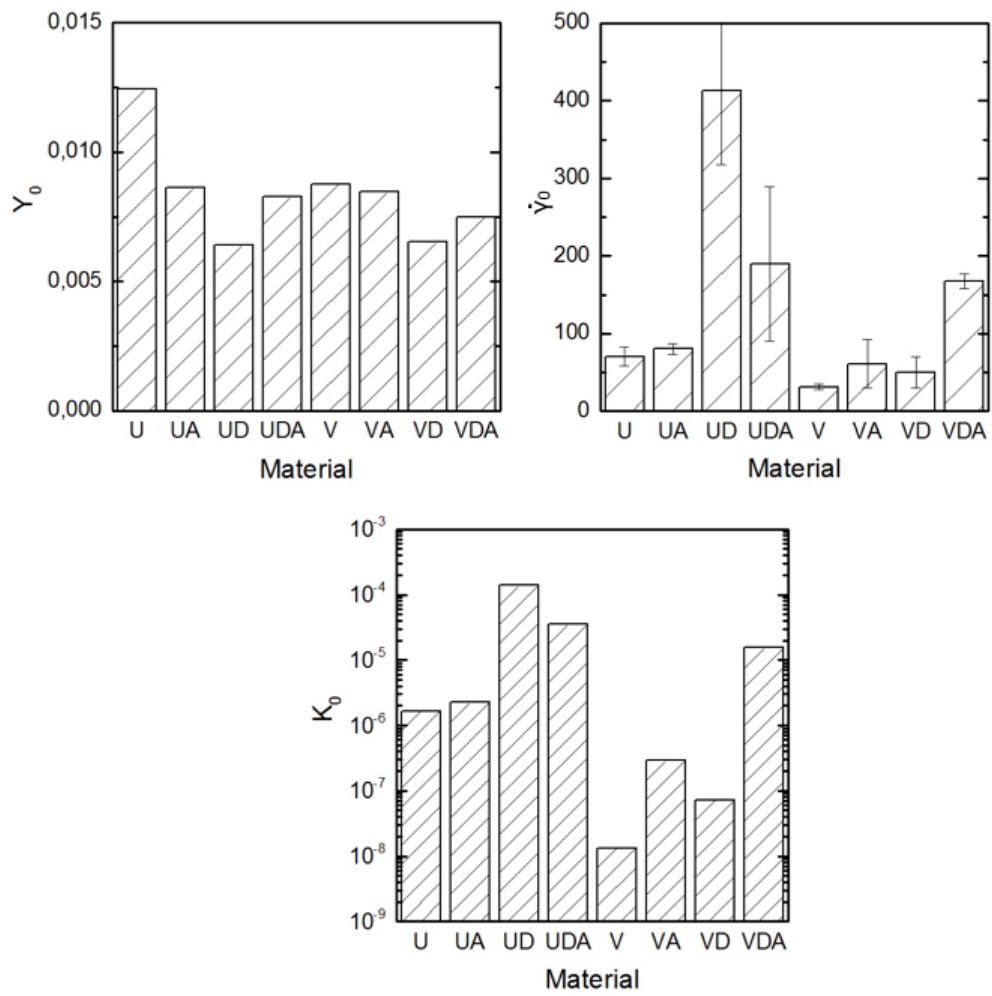 0,015
0,010
0,005
0,000
Y₀
U UA UD UDA V VA VD VDA
Material
500
400
300
200
100
0
γ̇₀
U UA UD UDA V VA VD VDA
Material
10⁻³
10⁻⁴
10⁻⁵
10⁻⁶
10⁻⁷
10⁻⁸
10⁻⁹
K₀
U UA UD UDA V VA VD VDA
Material